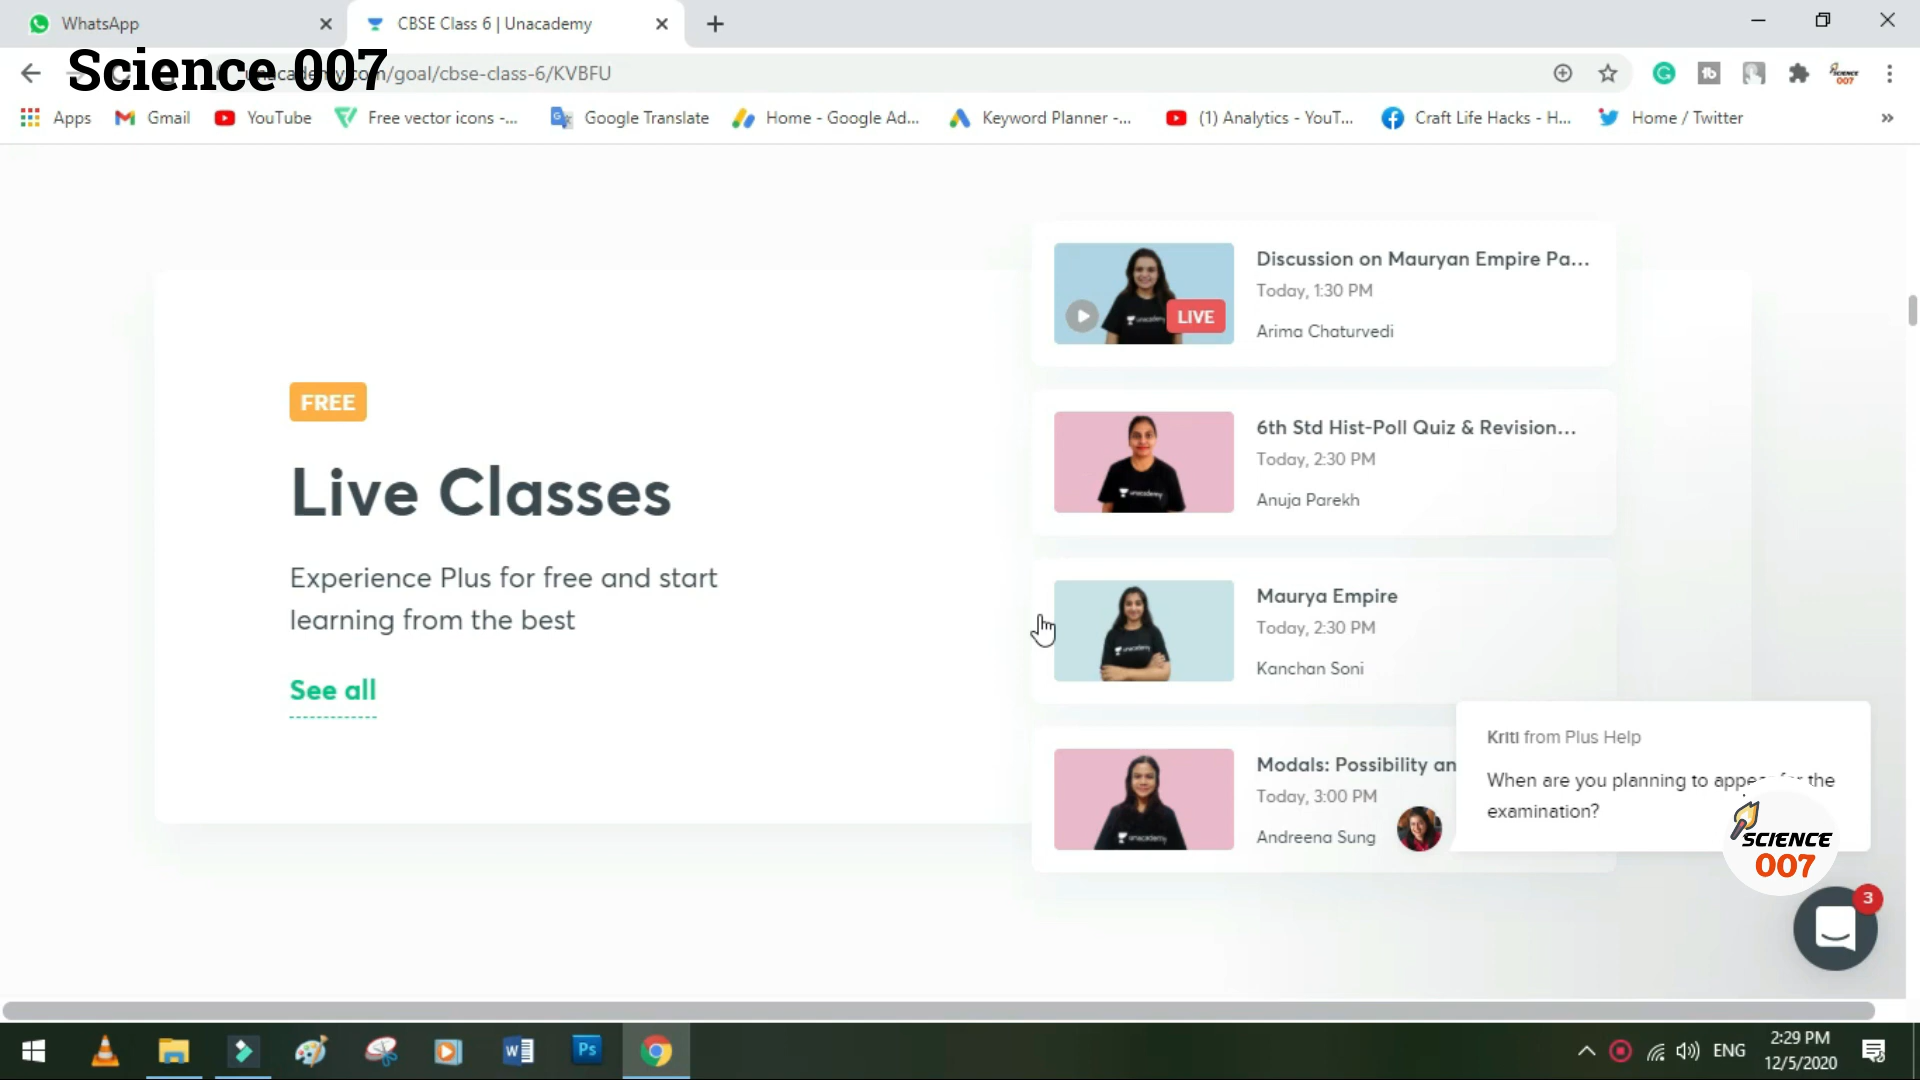 WhatsApp
CBSE Class 6 | Unacademy
Science 007
/goal/cbse-class-6/KVBFU
Apps
Gmail
YouTube
Free vector icons -...
Google Translate
Home - Google Ad...
Keyword Planner -...
(1) Analytics - YouT...
Craft Life Hacks - H...
Home / Twitter
»
FREE
Live Classes
Experience Plus for free and start
learning from the best
See all
LIVE
Discussion on Mauryan Empire Pa...
Today, 1:30 PM
Arima Chaturvedi
6th Std Hist-Poll Quiz & Revision...
Today, 2:30 PM
Anuja Parekh
Maurya Empire
Today, 2:30 PM
Kanchan Soni
Modals: Possibility an
Today, 3:00 PM
Andreena Sung
Kriti from Plus Help
When are you planning to the
examination?
SCIENCE
007
3
W
Ps
ENG
2:29 PM
12/5/2020